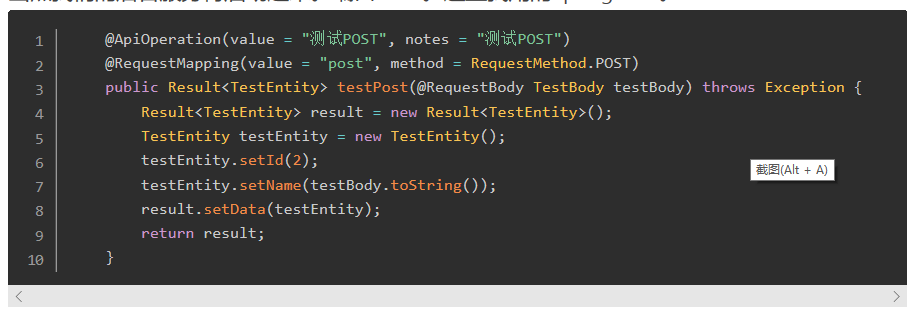 1 @ApiOperation(value = "测试POST", notes = "测试POST")
2 @RequestMapping(value = "post", method = RequestMethod.POST)
3 public Result<TestEntity> testPost(@RequestBody TestBody testBody) throws Exception {
4 Result<TestEntity> result = new Result<TestEntity>();
5 TestEntity testEntity = new TestEntity();
6 testEntity.setId(2);
7 testEntity.setName(testBody.toString());
8 result.setData(testEntity);
9 return result;
10 }
截图(Alt + A)